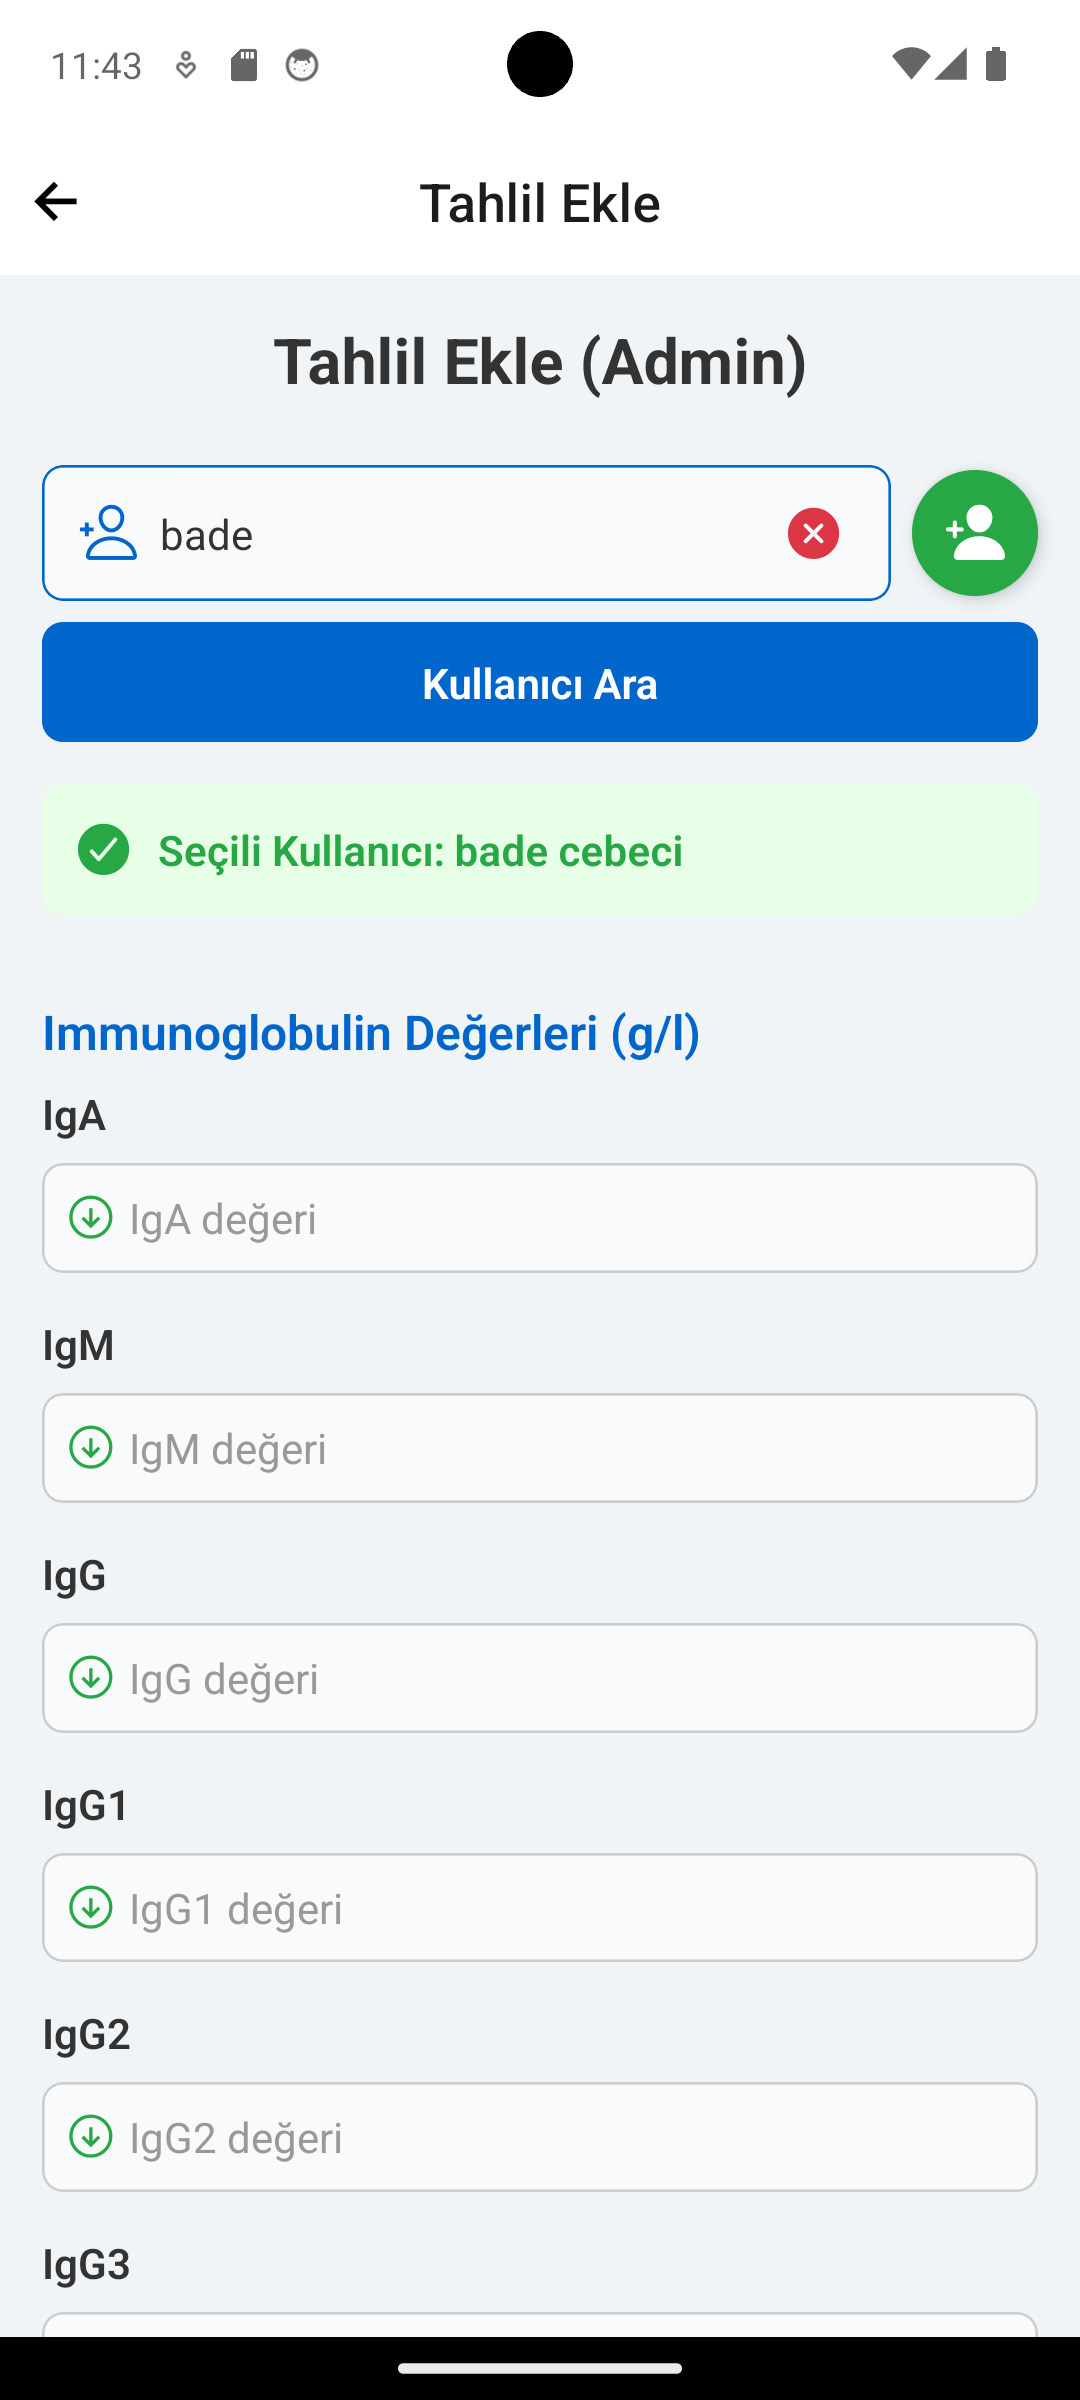 11:43
Tahlil Ekle
Tahlil Ekle (Admin)
bade
Kullanıcı Ara
Seçili Kullanıcı: bade cebeci
Immunoglobulin Değerleri (g/l)
IgA
IgA değeri
IgM
IgM değeri
IgG
IgG değeri
IgG1
IgG1 değeri
IgG2
IgG2 değeri
IgG3